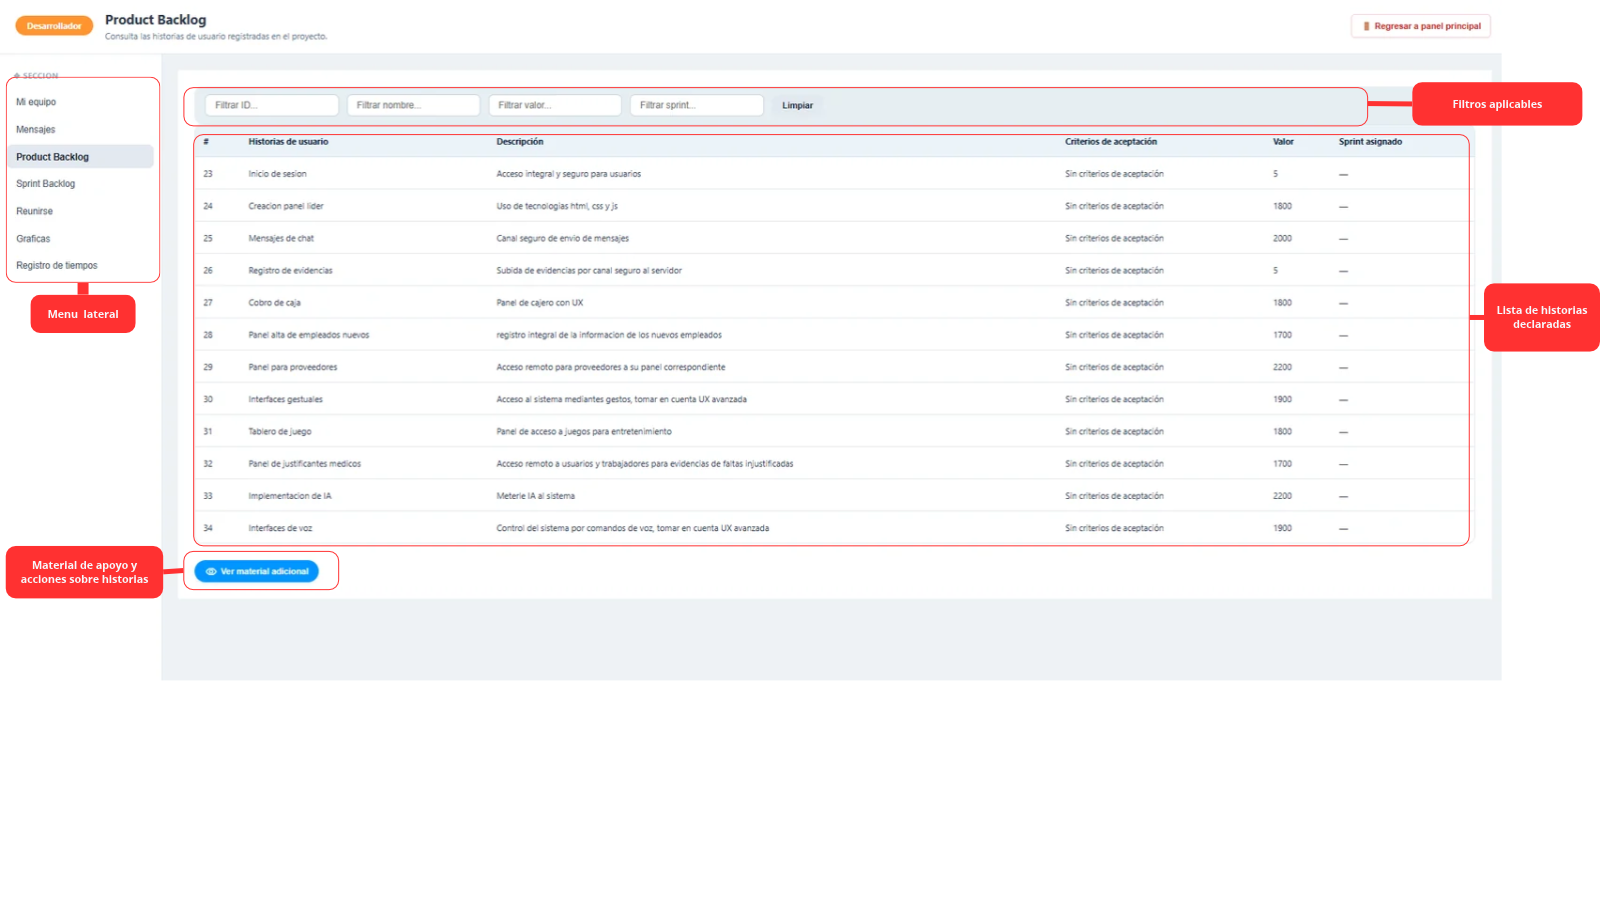 Desarrollador
Product Backlog
Consulta las historias de usuario registradas en el proyecto.
Regresar a panel principal
SECCION
Mi equipo
Mensajes
Product Backlog
Sprint Backlog
Reunirse
Graficas
Registro de tiempos
Menu lateral
Filtrar ID...
Filtrar nombre...
Filtrar valor...
Filtrar sprint...
Limpiar
Filtros aplicables
# Historias de usuario Descripción Criterios de aceptación Valor Sprint asignado
23 Inicio de sesion Acceso integral y seguro para usuarios Sin criterios de aceptación 5 —
24 Creacion panel lider Uso de tecnologias html, css y js Sin criterios de aceptación 1800 —
25 Mensajes de chat Canal seguro de envio de mensajes Sin criterios de aceptación 2000 —
26 Registro de evidencias Subida de evidencias por canal seguro al servidor Sin criterios de aceptación 5 —
27 Cobro de caja Panel de cajero con UX Sin criterios de aceptación 1800 —
28 Panel alta de empleados nuevos registro integral de la informacion de los nuevos empleados Sin criterios de aceptación 1700 —
29 Panel para proveedores Acceso remoto para proveedores a su panel correspondiente Sin criterios de aceptación 2200 —
30 Interfaces gestuales Acceso al sistema mediantes gestos, tomar en cuenta UX avanzada Sin criterios de aceptación 1900 —
31 Tablero de juego Panel de acceso a juegos para entretenimiento Sin criterios de aceptación 1800 —
32 Panel de justificantes medicos Acceso remoto a usuarios y trabajadores para evidencias de faltas injustificadas Sin criterios de aceptación 1700 —
33 Implementacion de IA Meterle IA al sistema Sin criterios de aceptación 2200 —
34 Interfaces de voz Control del sistema por comandos de voz, tomar en cuenta UX avanzada Sin criterios de aceptación 1900 —
Lista de historias
declaradas
Material de apoyo y
acciones sobre historias
Ver material adicional